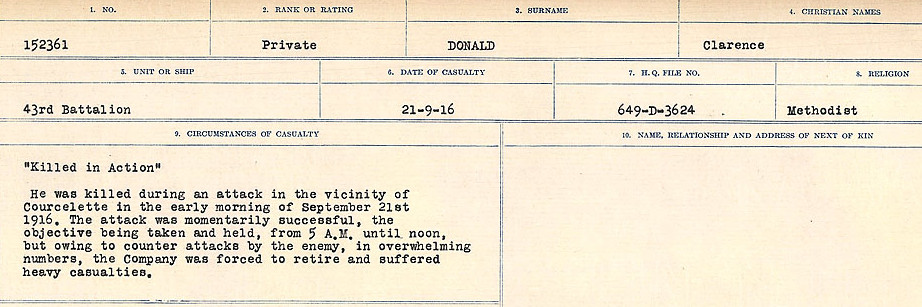 1. NO. 2. RANK OR RATING 3. SURNAME 4. CHRISTIAN NAMES
152361 Private DONALD Clarence
5. UNIT OR SHIP 6. DATE OF CASUALTY 7. H. Q. FILE NO. 8. RELIGION
43rd Battalion 21-9-16 649-D-3624 Methodist
9. CIRCUMSTANCES OF CASUALTY 10. NAME, RELATIONSHIP AND ADDRESS OF NEXT OF KIN
"Killed in Action"
He was killed during an attack in the vicinity of
Courcelette in the early morning of September 21st
1916. The attack was momentarily successful, the
objective being taken and held, from 5 A.M. until noon,
but owing to counter attacks by the enemy, in overwhelming
numbers, the Company was forced to retire and suffered
heavy casualties.